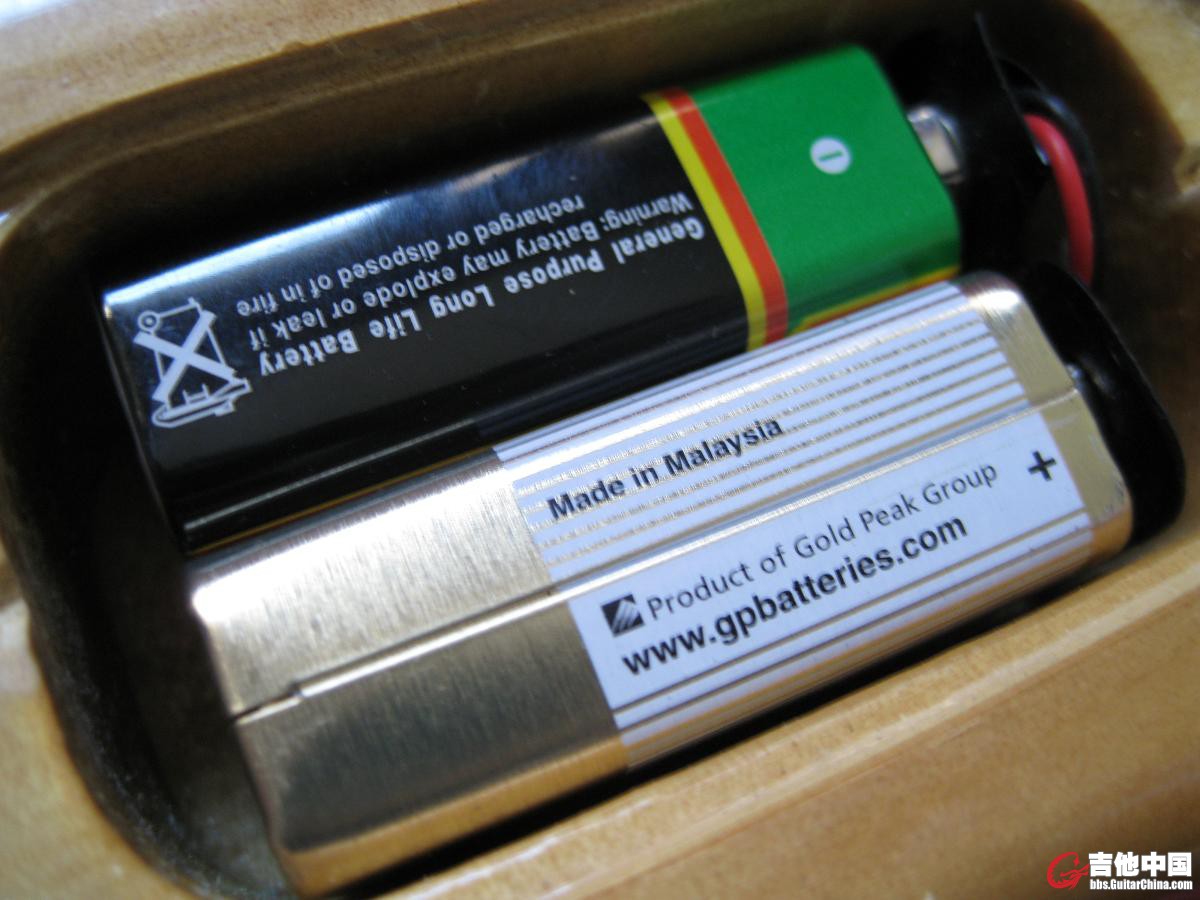 General Purpose Long Life Battery
Warning: Battery may explode or leak if
recharged or disposed of in fire
Made in Malaysia
Product of Gold Peak Group
www.gpbatteries.com
+
吉他中国
bbs.GuitarChina.com